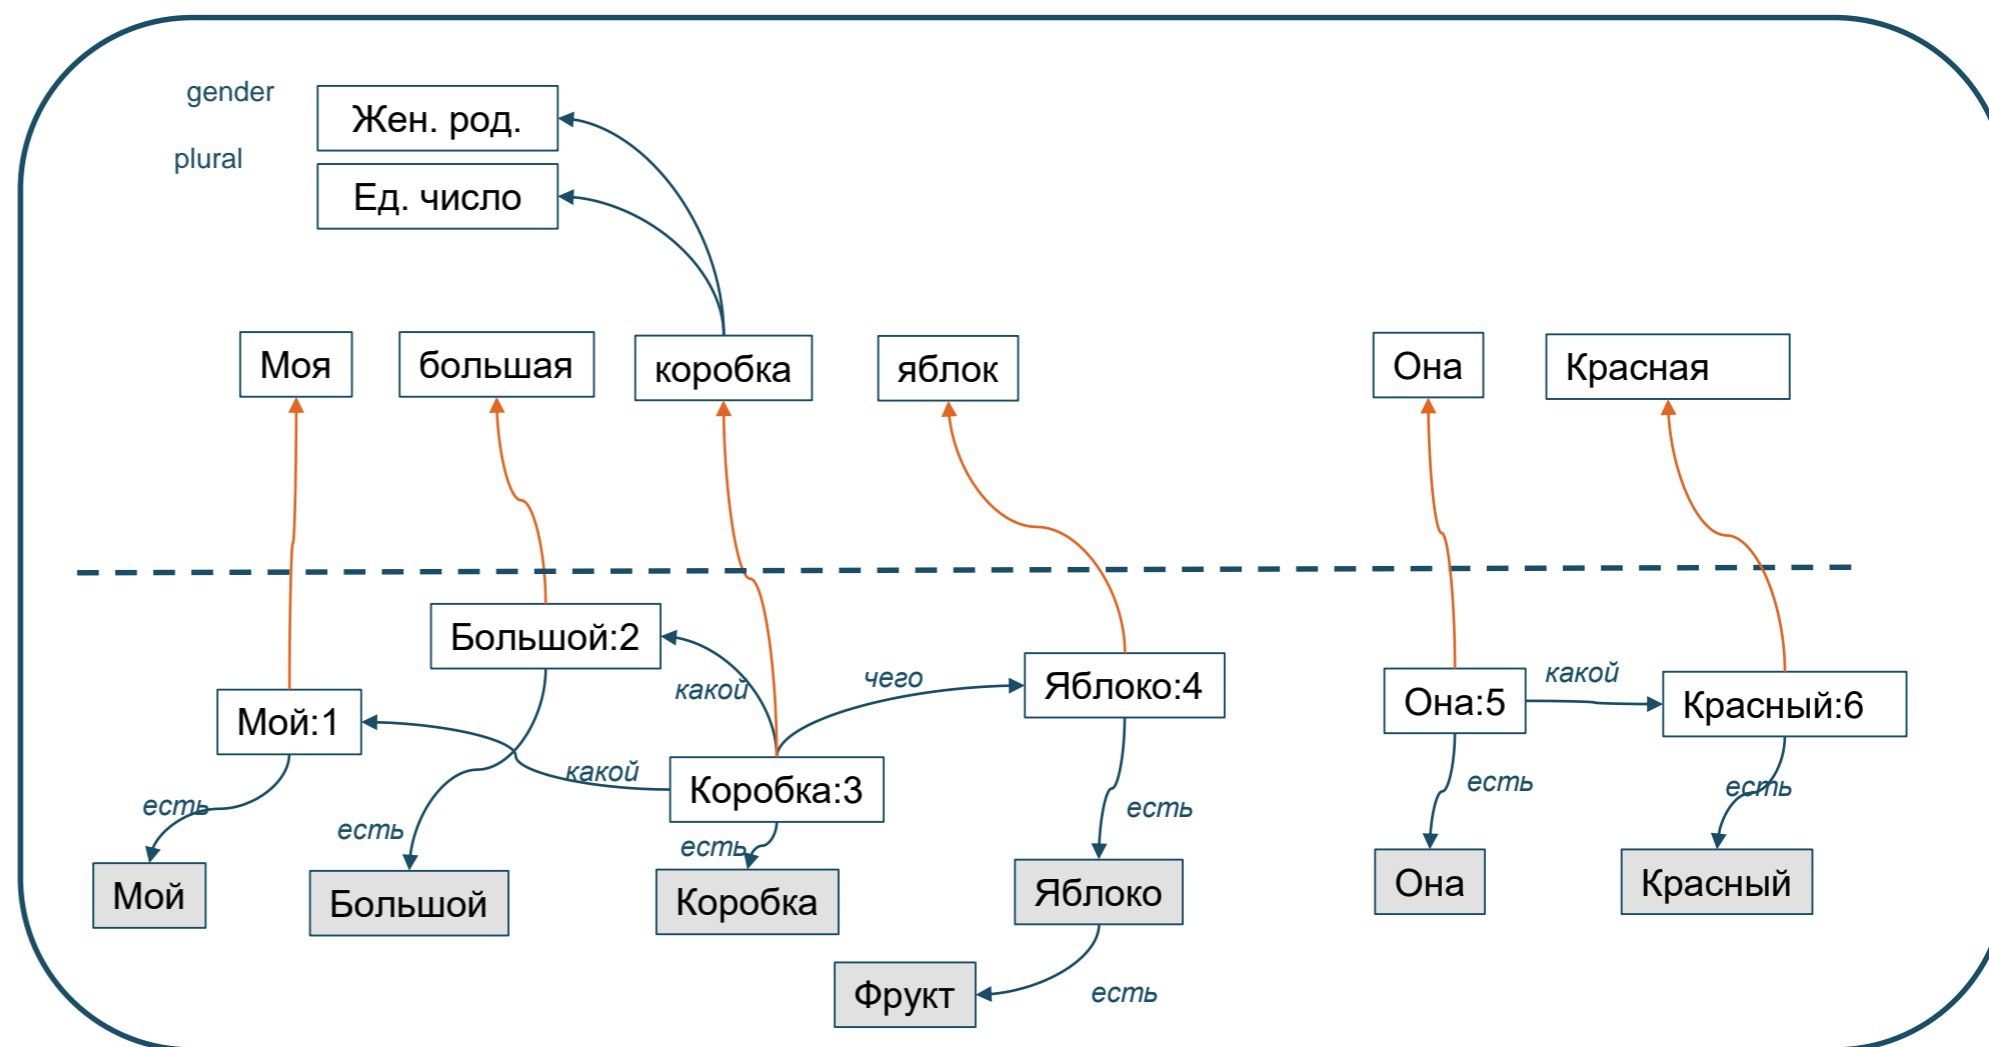 gender
Жен. род.
plural
Ед. число
Моя
большая
коробка
яблок
Она
Красная
Большой:2
какой
чего
Яблоко:4
Она:5
какой
Красный:6
Мой:1
какой
Коробка:3
есть
есть
есть
есть
есть
есть
Мой
Большой
Коробка
Яблоко
Она
Красный
Фрукт
есть